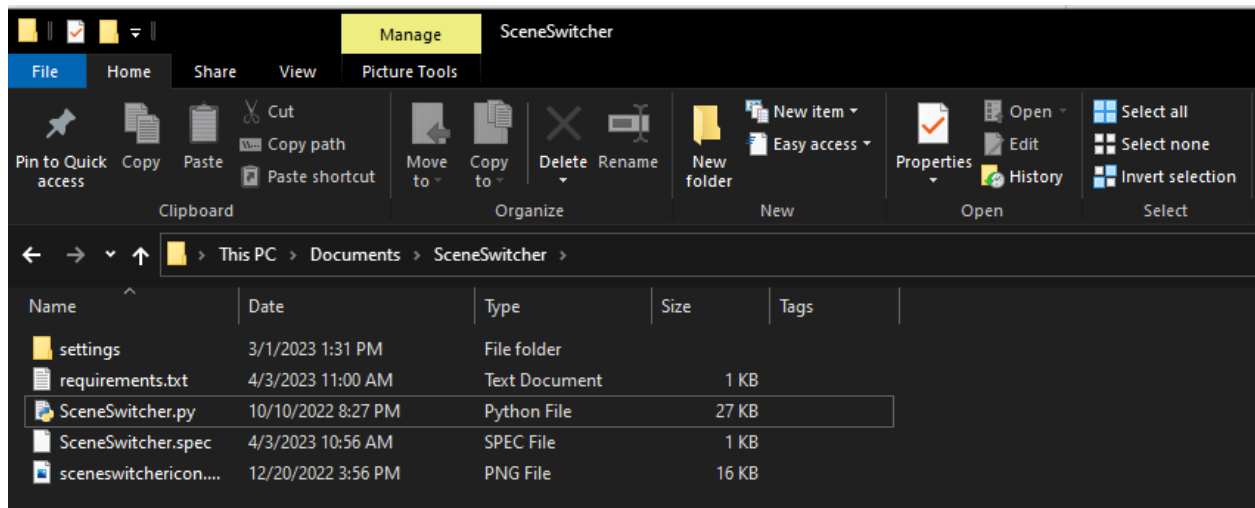 Manage SceneSwitcher
File Home Share View Picture Tools
Pin to Quick access
Copy
Paste
Cut
Copy path
Paste shortcut
Clipboard
Move to
Copy to
Delete
Rename
Organize
New folder
New item
Easy access
New
Properties
Open
Edit
History
Open
Select all
Select none
Invert selection
Select
This PC > Documents > SceneSwitcher >
Name Date Type Size Tags
settings 3/1/2023 1:31 PM File folder
requirements.txt 4/3/2023 11:00 AM Text Document 1 KB
SceneSwitcher.py 10/10/2022 8:27 PM Python File 27 KB
SceneSwitcher.spec 4/3/2023 10:56 AM SPEC File 1 KB
sceneswitchericon.... 12/20/2022 3:56 PM PNG File 16 KB